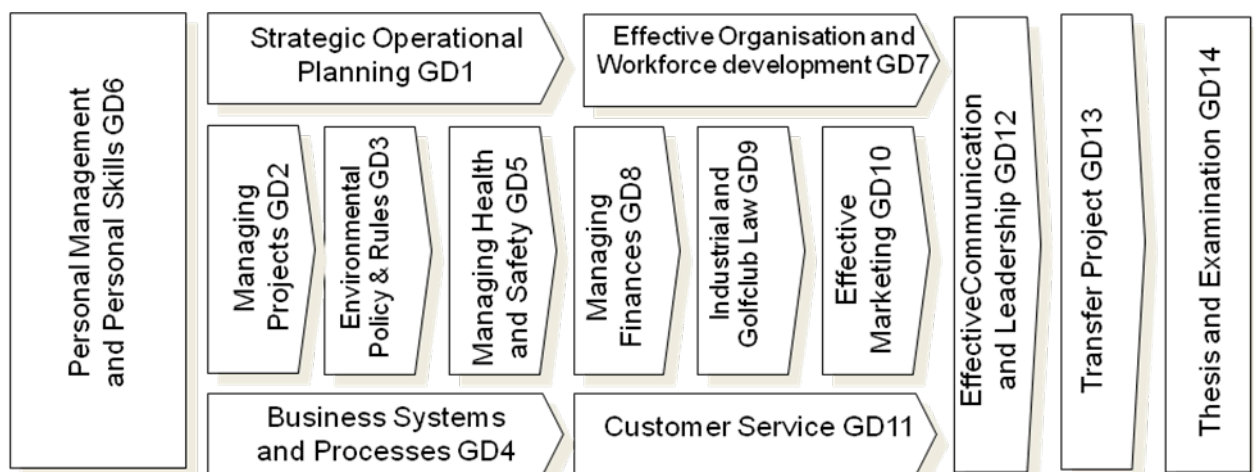 Personal Management
and Personal Skills GD6
Strategic Operational
Planning GD1
Effective Organisation and
Workforce development GD7
Managing
Projects GD2
Environmental
Policy & Rules GD3
Managing Health
and Safety GD5
Managing
Finances GD8
Industrial and
Golfclub Law GD9
Effective
Marketing GD10
Business Systems
and Processes GD4
Customer Service GD11
EffectiveCommunication
and Leadership GD12
Transfer Project GD13
Thesis and Examination GD14